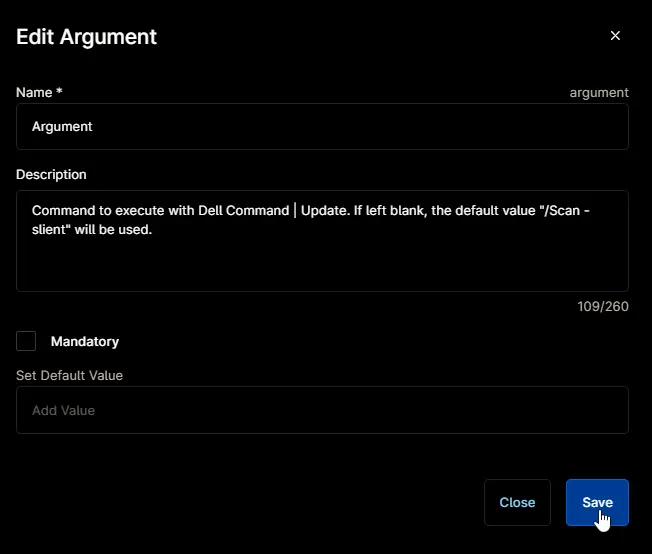 Edit Argument
Name *
argument
Argument
Description
Command to execute with Dell Command | Update. If left blank, the default value "/Scan -
slient" will be used.
109/260
Mandatory
Set Default Value
Add Value
Close
Save